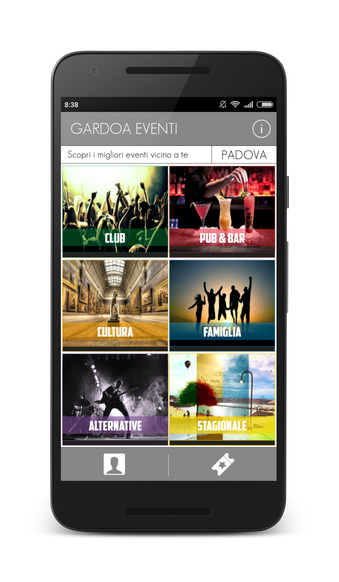 8:38
GARDOA EVENTI
i
Scopri i migliori eventi vicino a te
PADOVA
CLUB
PUB & BAR
CULTURA
FAMIGLIA
ALTERNATIVE
STAGIONALE